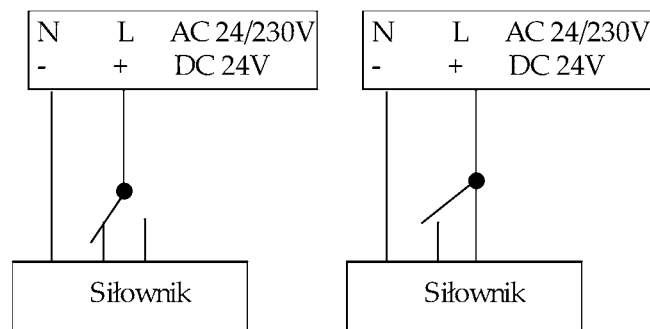 N L AC 24/230V
- + DC 24V
Siłownik
N L AC 24/230V
- + DC 24V
Siłownik